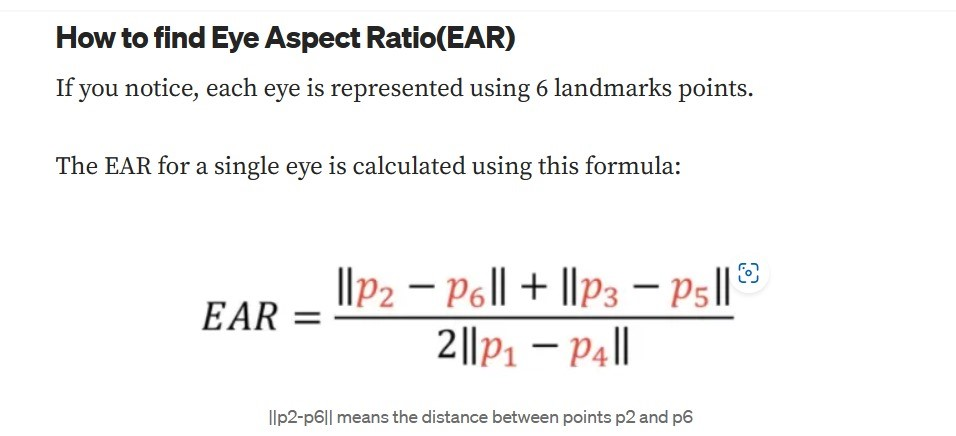 How to find Eye Aspect Ratio(EAR)
If you notice, each eye is represented using 6 landmarks points.
The EAR for a single eye is calculated using this formula:
EAR = \frac{||p_2 − p_6|| + ||p_3 − p_5||}{2||p_1 − p_4||}
||p2-p6|| means the distance between points p2 and p6